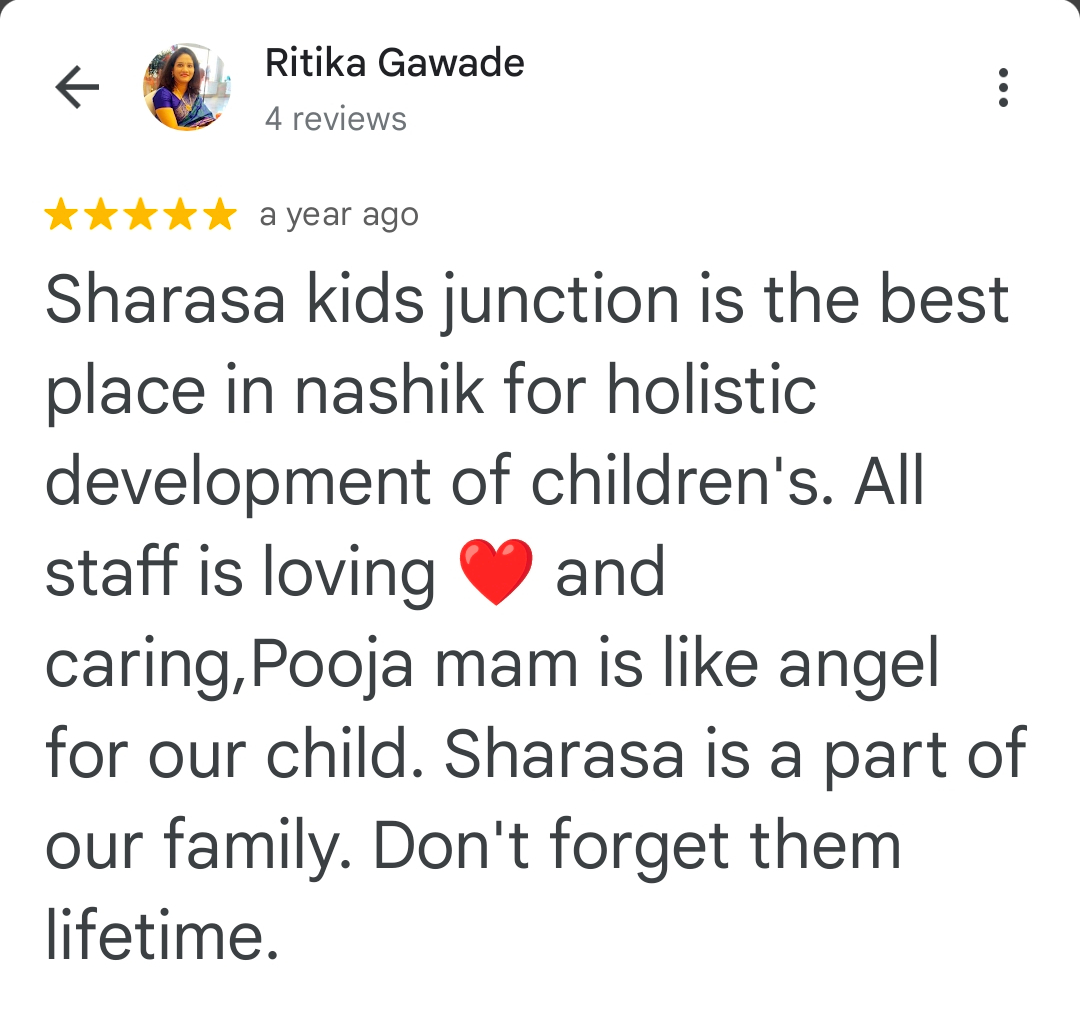 Ritika Gawade
4 reviews
a year ago
Sharasa kids junction is the best
place in nashik for holistic
development of children's. All
staff is loving ❤️ and
caring,Pooja mam is like angel
for our child. Sharasa is a part of
our family. Don't forget them
lifetime.